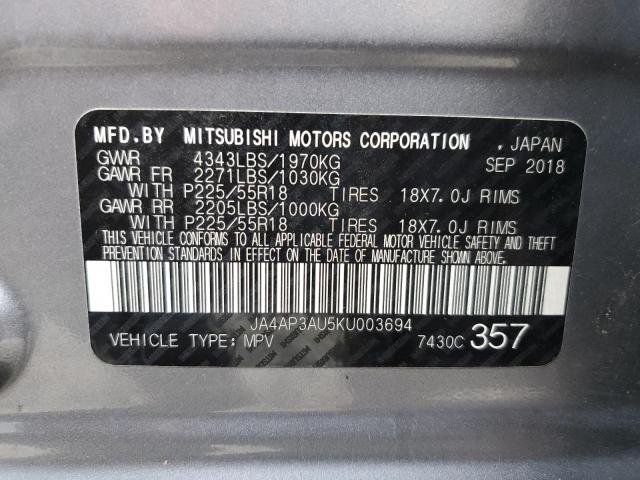 MFD.BY MITSUBISHI MOTORS CORPORATION , JAPAN
GVWR 4343LBS/1970KG SEP 2018
GAWR FR 2271LBS/1030KG
WITH P225/55R18 TIRES 18X7.0J RIMS
GAWR RR 2205LBS/1000KG
WITH P225/55R18 TIRES 18X7.0J RIMS
THIS VEHICLE CONFORMS TO ALL APPLICABLE FEDERAL MOTOR VEHICLE SAFETY AND THEFT
PREVENTION STANDARDS IN EFFECT ON THE DATE OF MANUFACTURE SHOWN ABOVE.
JA4AP3AU5KU003694
VEHICLE TYPE: MPV 7430C 357